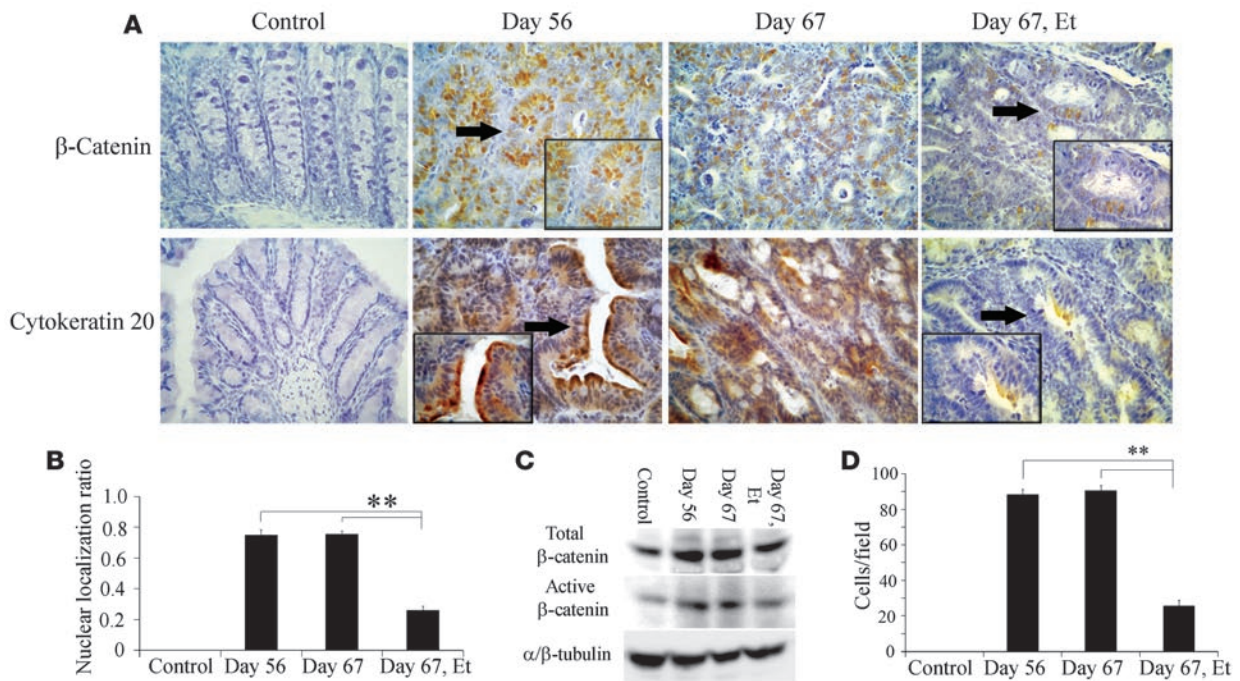 A
Control
Day 56
Day 67
Day 67, Et
β-Catenin
Cytokeratin 20
B
Nuclear localization ratio
1.0
0.8
0.6
0.4
0.2
0
**
Control
Day 56
Day 67
Day 67, Et
C
Control
Day 56
Day 67
Day 67,
Et
Total
β-catenin
Active
β-catenin
α/β-tubulin
D
Cells/field
100
80
60
40
20
0
**
Control
Day 56
Day 67
Day 67, Et